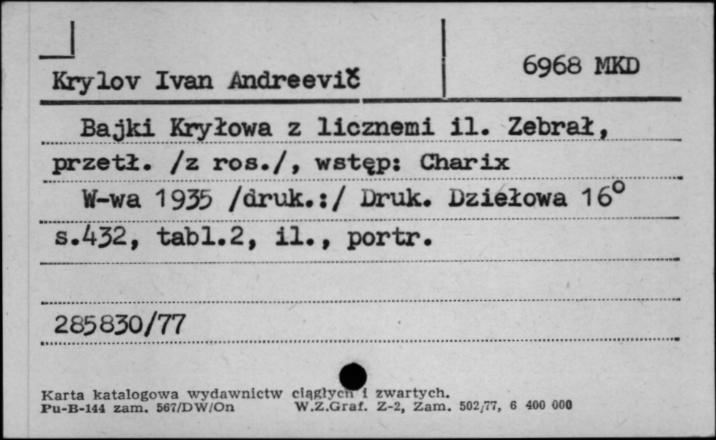 Krylov Ivan Andreevič
6968 MKD
Bajki Kryłowa z licznemi il. Zebrał,
przetł. /z ros./, wstęp: Charix
W-wa 1935 /druk.:/ Druk. Dziełowa 16°
s.432, tabl.2, il., portr.
285830/77
Karta katalogowa wydawnictw ciągłych i zwartych.
Pu-B-144 zam. 567/DW/On W.Z.Graf. Z-2, Zam. 502/77, 6 400 000